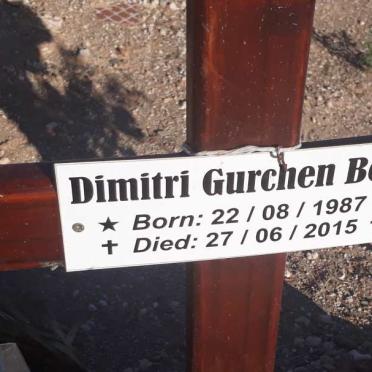 Dimitri Gurchen
★ Born: 22 / 08 / 1987
✝ Died: 27 / 06 / 2015